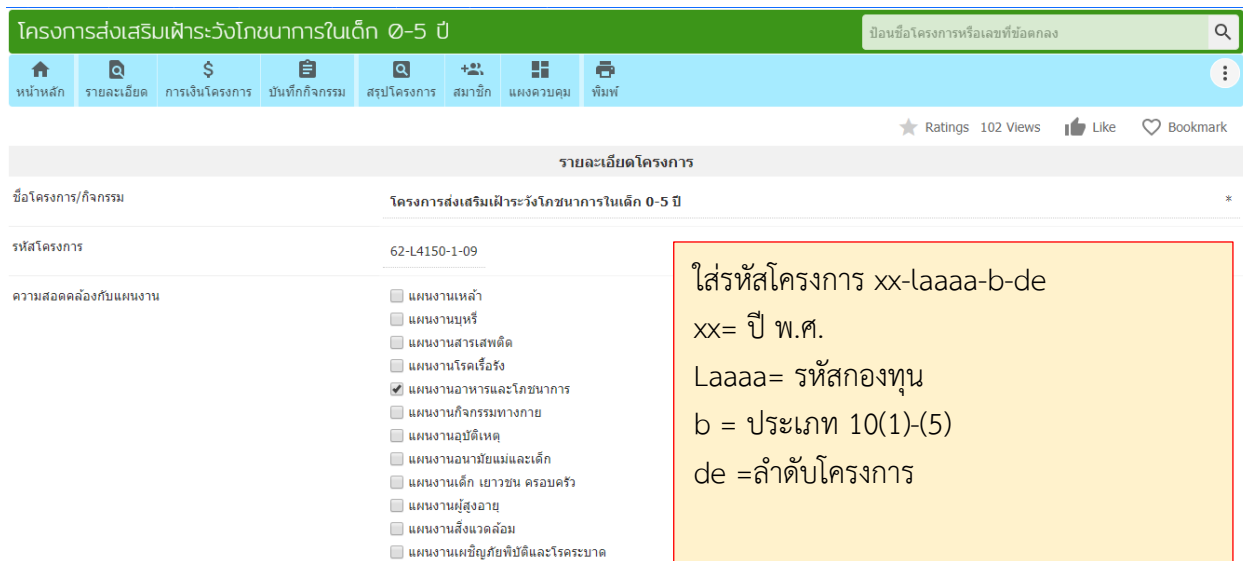 โครงการส่งเสริมเฝ้าระวังโภชนาการในเด็ก 0-5 ปี
ป้อนชื่อโครงการหรือเลขที่ข้อตกลง
หน้าหลัก รายละเอียด การเงินโครงการ บันทึกกิจกรรม สรุปโครงการ สมาชิก แผงควบคุม พิมพ์
Ratings 102 Views Like Bookmark
รายละเอียดโครงการ
ชื่อโครงการ/กิจกรรม
โครงการส่งเสริมเฝ้าระวังโภชนาการในเด็ก 0-5 ปี *
รหัสโครงการ
62-L4150-1-09
ความสอดคล้องกับแผนงาน
แผนงานเหล้า
แผนงานบุหรี่
แผนงานสารเสพติด
แผนงานโรคเรื้อรัง
แผนงานอาหารและโภชนาการ
แผนงานกิจกรรมทางกาย
แผนงานอุบัติเหตุ
แผนงานอนามัยแม่และเด็ก
แผนงานเด็ก เยาวชน ครอบครัว
แผนงานผู้สูงอายุ
แผนงานสิ่งแวดล้อม
แผนงานเผชิญภัยพิบัติและโรคระบาด
ใส่รหัสโครงการ xx-laaaa-b-de
xx= ปี พ.ศ.
Laaaa= รหัสกองทุน
b = ประเภท 10(1)-(5)
de =ลำดับโครงการ